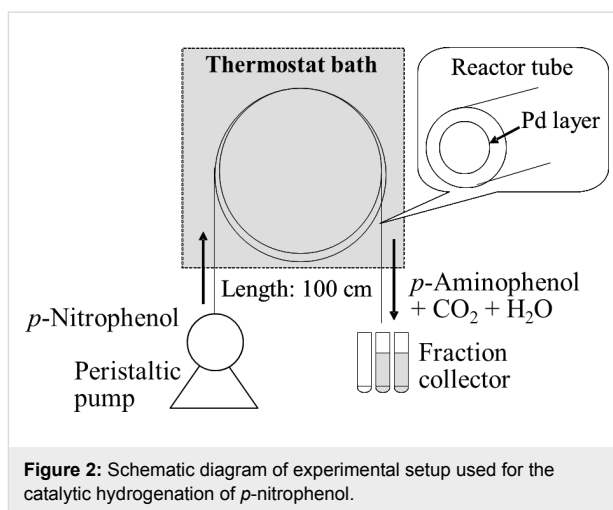 Thermostat bath
Reactor tube
Pd layer
Length: 100 cm
p-Nitrophenol
Peristaltic
pump
p-Aminophenol
+ CO₂ + H₂O
Fraction
collector
Figure 2: Schematic diagram of experimental setup used for the
catalytic hydrogenation of p-nitrophenol.